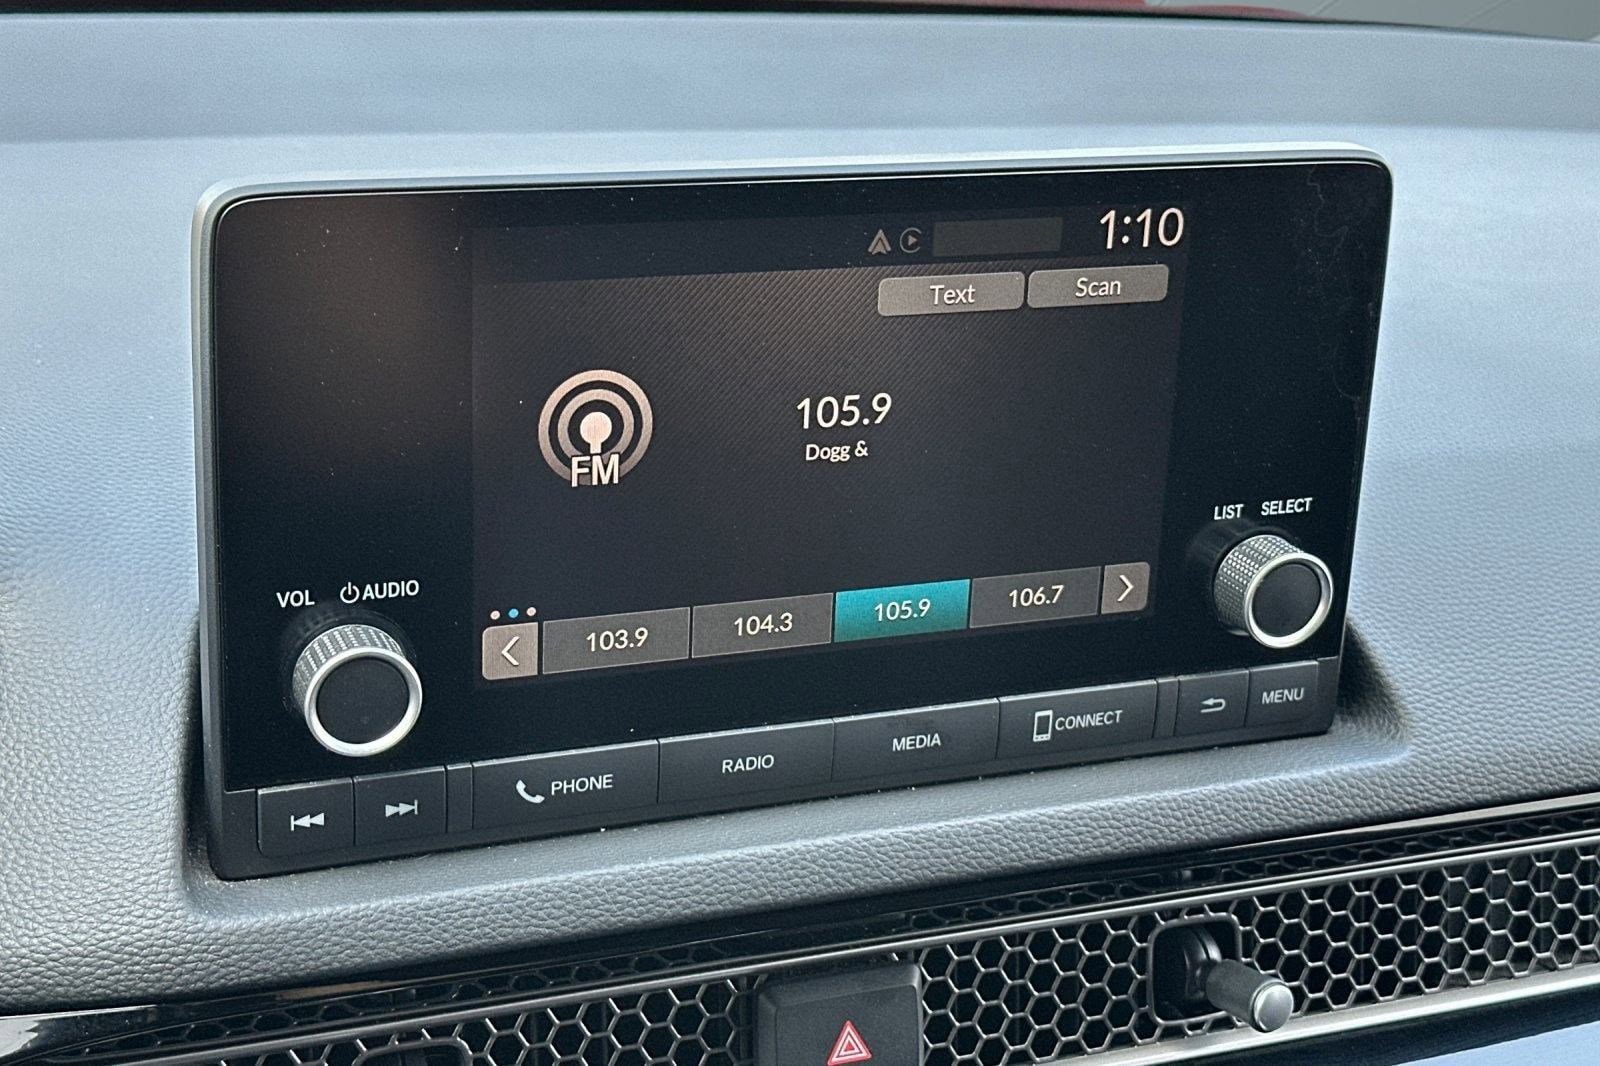 1:10
Text Scan
105.9
Dogg &
FM
LIST SELECT
VOL AUDIO
103.9 104.3 105.9 106.7
PHONE RADIO MEDIA CONNECT MENU